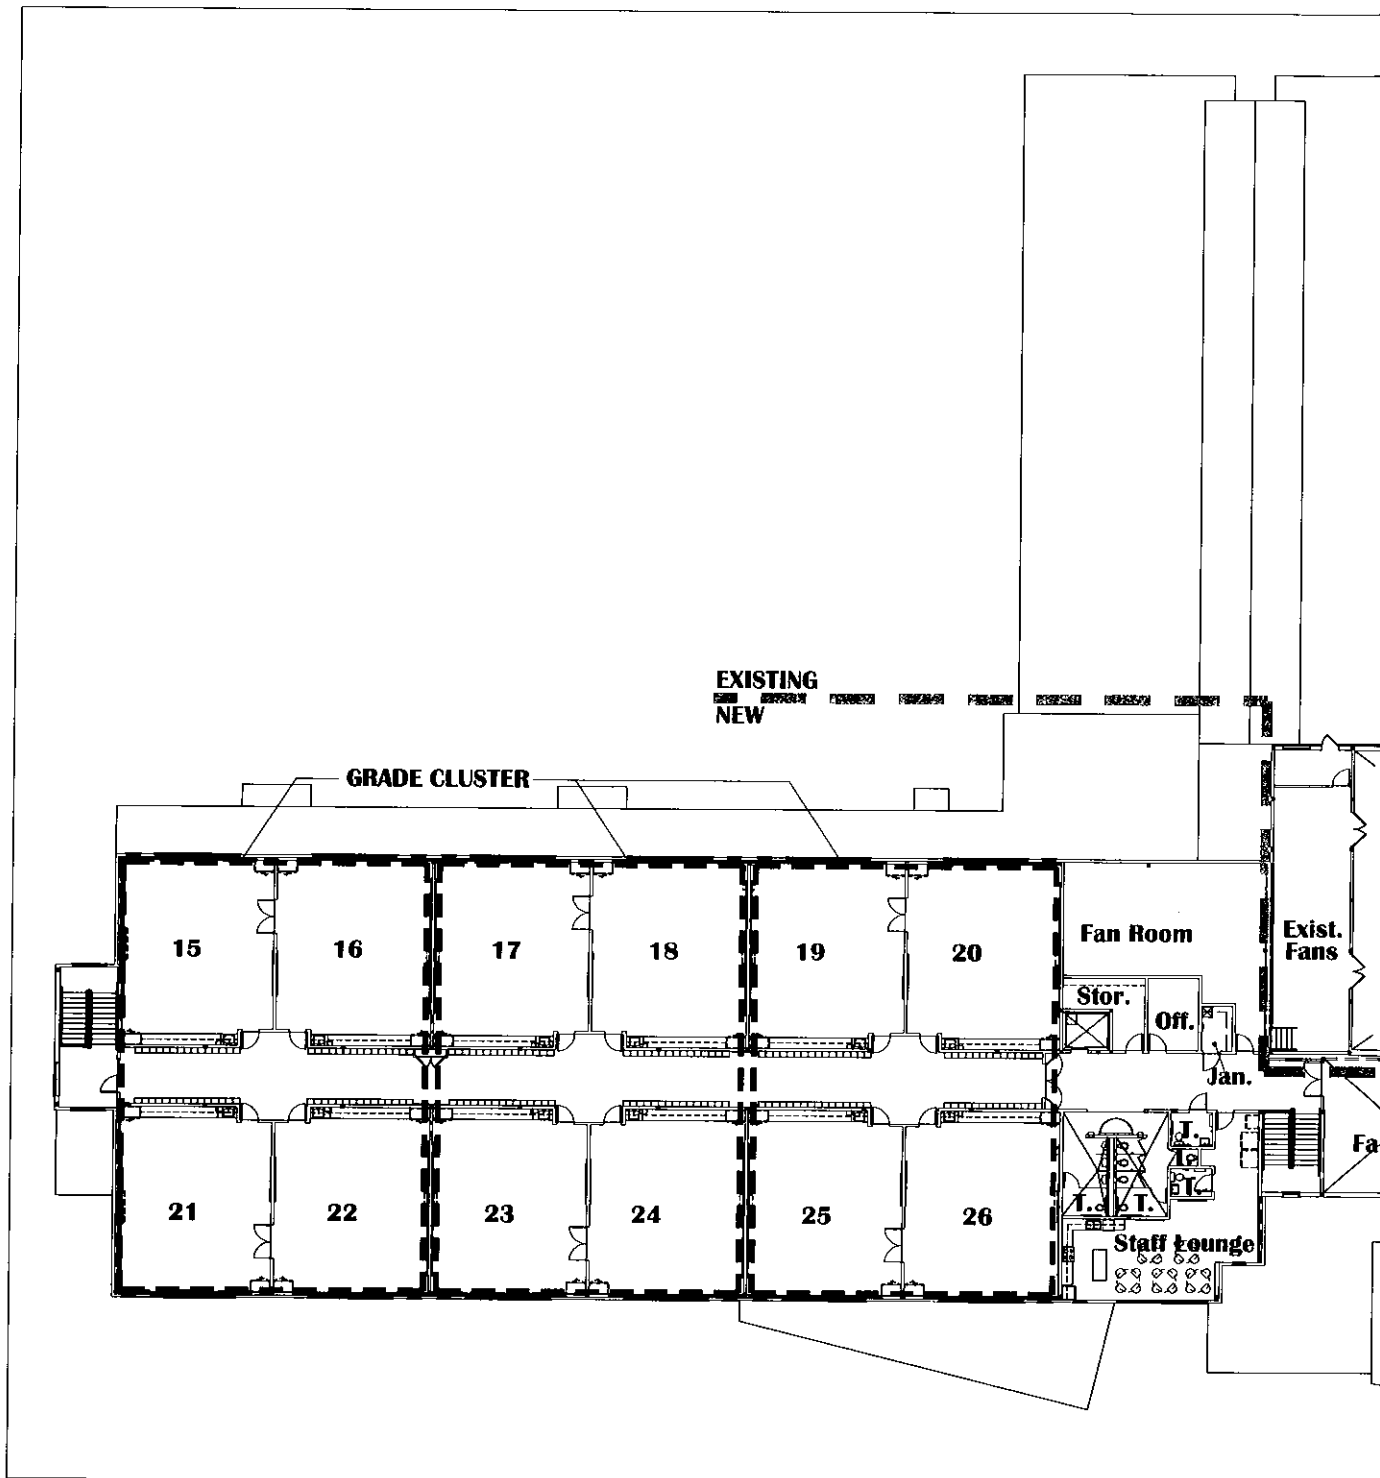 EXISTING
NEW
GRADE CLUSTER
15
16
17
18
19
20
Fan Room
Exist.
Fans
Stor.
Off.
Jan.
21
22
23
24
25
26
T.
T.
T.
T.
T.
Staff Lounge
Fa